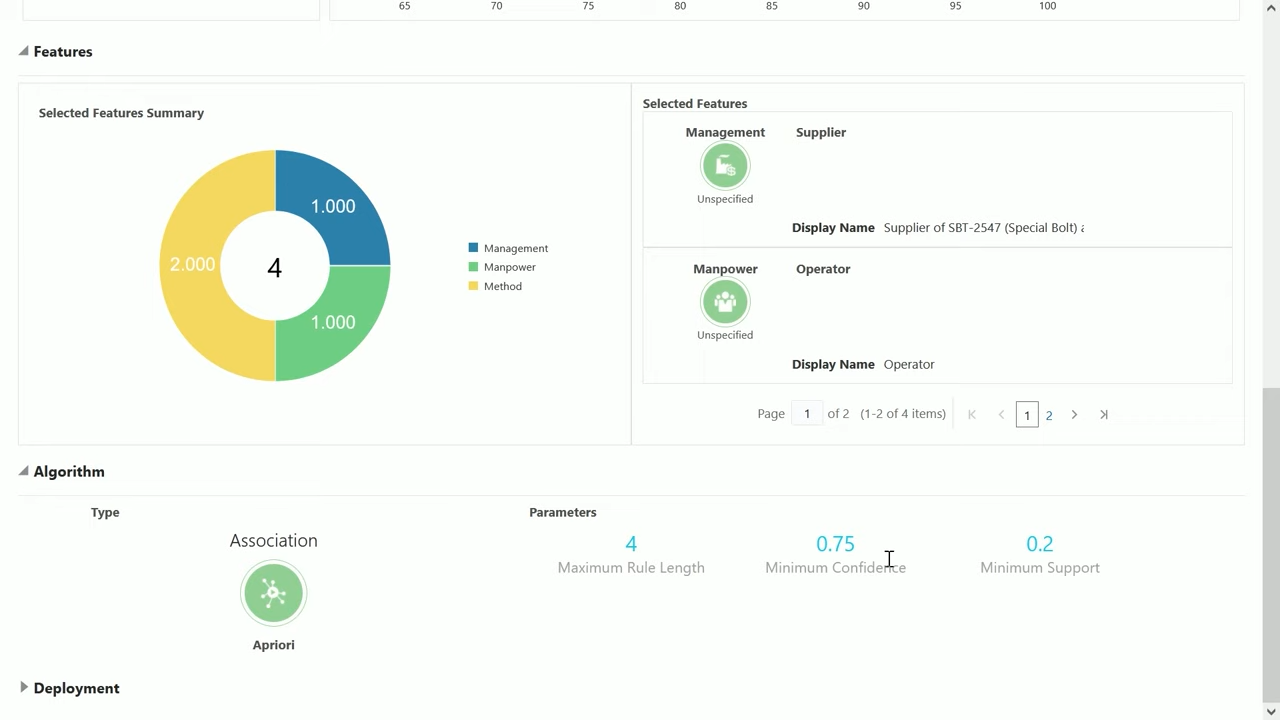 65 70 75 80 85 90 95 100
Features
Selected Features Summary
1.000
2.000
4
1.000
Management
Manpower
Method
Selected Features
Management Supplier
Unspecified
Display Name Supplier of SBT-2547 (Special Bolt)
Manpower Operator
Unspecified
Display Name Operator
Page 1 of 2 (1-2 of 4 items) 1 2
Algorithm
Type
Association
Apriori
Parameters
4 0.75 0.2
Maximum Rule Length Minimum Confidence Minimum Support
Deployment